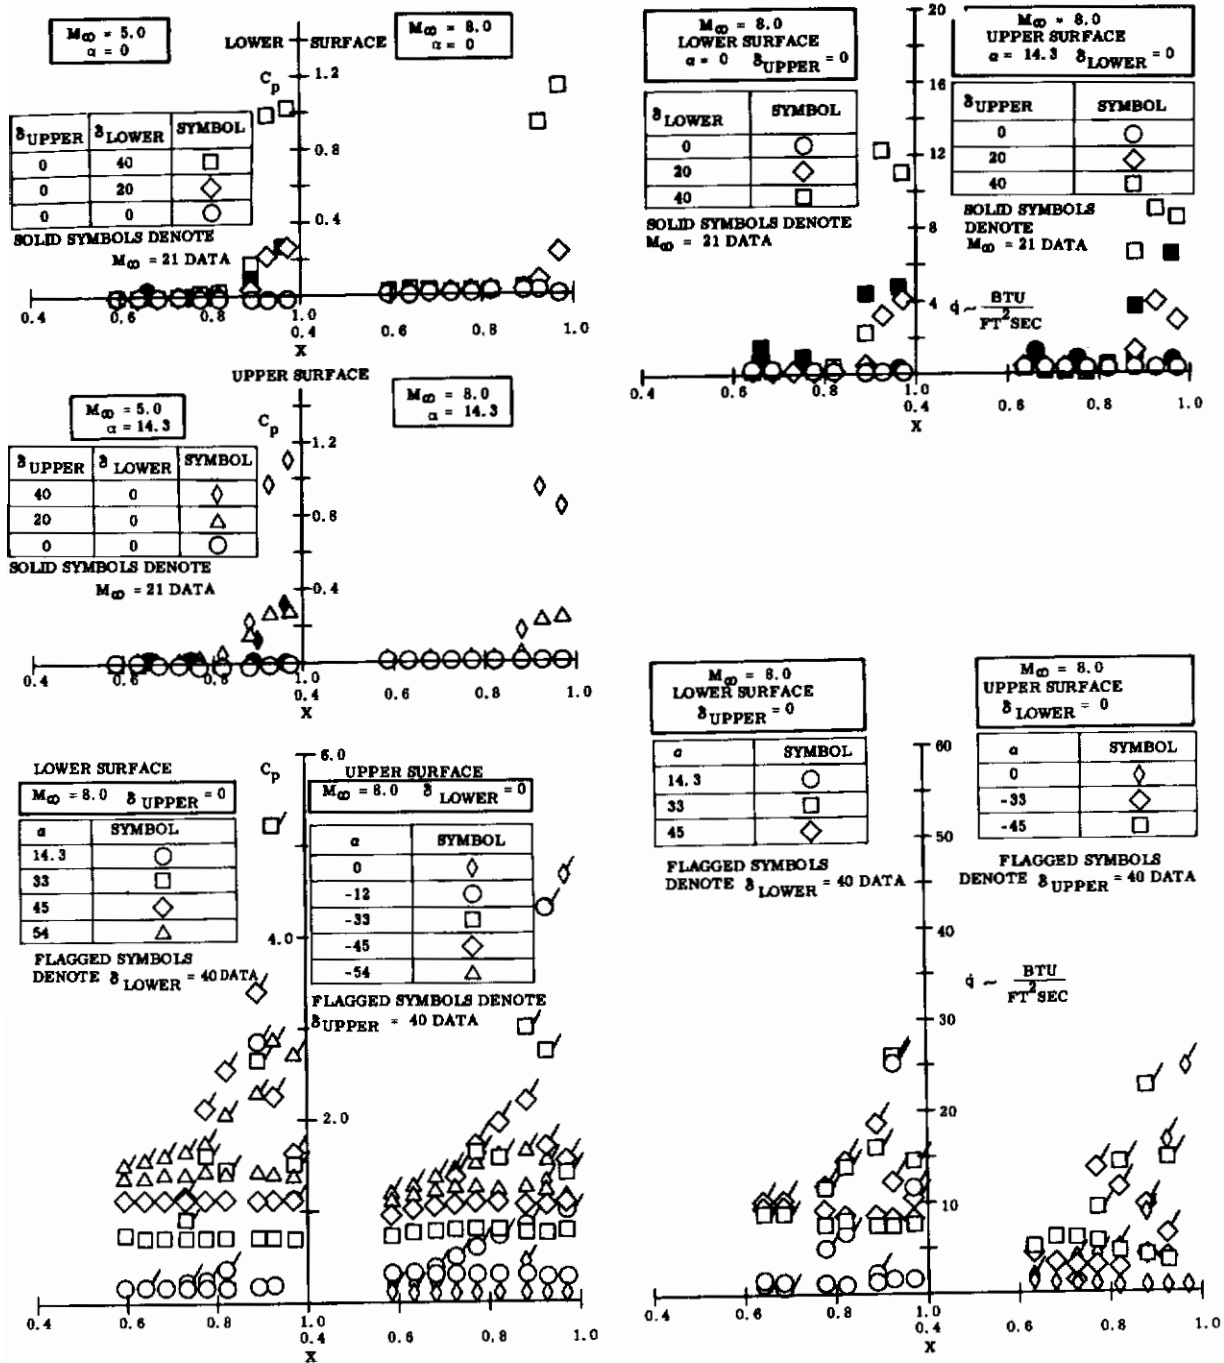 M∞ = 5.0
α = 0
LOWER SURFACE
M∞ = 8.0
α = 0
Cp
1.2
0.8
0.4
δUPPER δLOWER SYMBOL
0 40
0 20
0 0
SOLID SYMBOLS DENOTE
M∞ = 21 DATA
0.4 0.6 0.8 1.0 0.4 0.6 0.8 1.0
X
UPPER SURFACE
M∞ = 5.0
α = 14.3
Cp
M∞ = 8.0
α = 14.3
1.2
0.8
0.4
δUPPER δLOWER SYMBOL
40 0
20 0
0 0
SOLID SYMBOLS DENOTE
M∞ = 21 DATA
0.4 0.6 0.8 1.0 0.4 0.6 0.8 1.0
X
LOWER SURFACE
M∞ = 8.0 δUPPER = 0
α SYMBOL
14.3
33
45
54
FLAGGED SYMBOLS
DENOTE δLOWER = 40 DATA
Cp
6.0
4.0
2.0
UPPER SURFACE
M∞ = 8.0 δLOWER = 0
α SYMBOL
0
-12
-33
-45
-54
FLAGGED SYMBOLS DENOTE
δUPPER = 40 DATA
0.4 0.6 0.8 1.0 0.4 0.6 0.8 1.0
X
M∞ = 8.0
LOWER SURFACE
α = 0 δUPPER = 0
δLOWER SYMBOL
0
20
40
SOLID SYMBOLS DENOTE
M∞ = 21 DATA
20
16
12
8
4
q̇ ~ BTU
FT²SEC
M∞ = 8.0
UPPER SURFACE
α = 14.3 δLOWER = 0
δUPPER SYMBOL
0
20
40
SOLID SYMBOLS
DENOTE
M∞ = 21 DATA
0.4 0.6 0.8 1.0 0.4 0.6 0.8 1.0
X
M∞ = 8.0
LOWER SURFACE
δUPPER = 0
α SYMBOL
14.3
33
45
FLAGGED SYMBOLS
DENOTE δLOWER = 40 DATA
60
50
40
30
20
10
q̇ ~ BTU
FT²SEC
M∞ = 8.0
UPPER SURFACE
δLOWER = 0
α SYMBOL
0
-33
-45
FLAGGED SYMBOLS
DENOTE δUPPER = 40 DATA
0.4 0.6 0.8 1.0 0.4 0.6 0.8 1.0
X